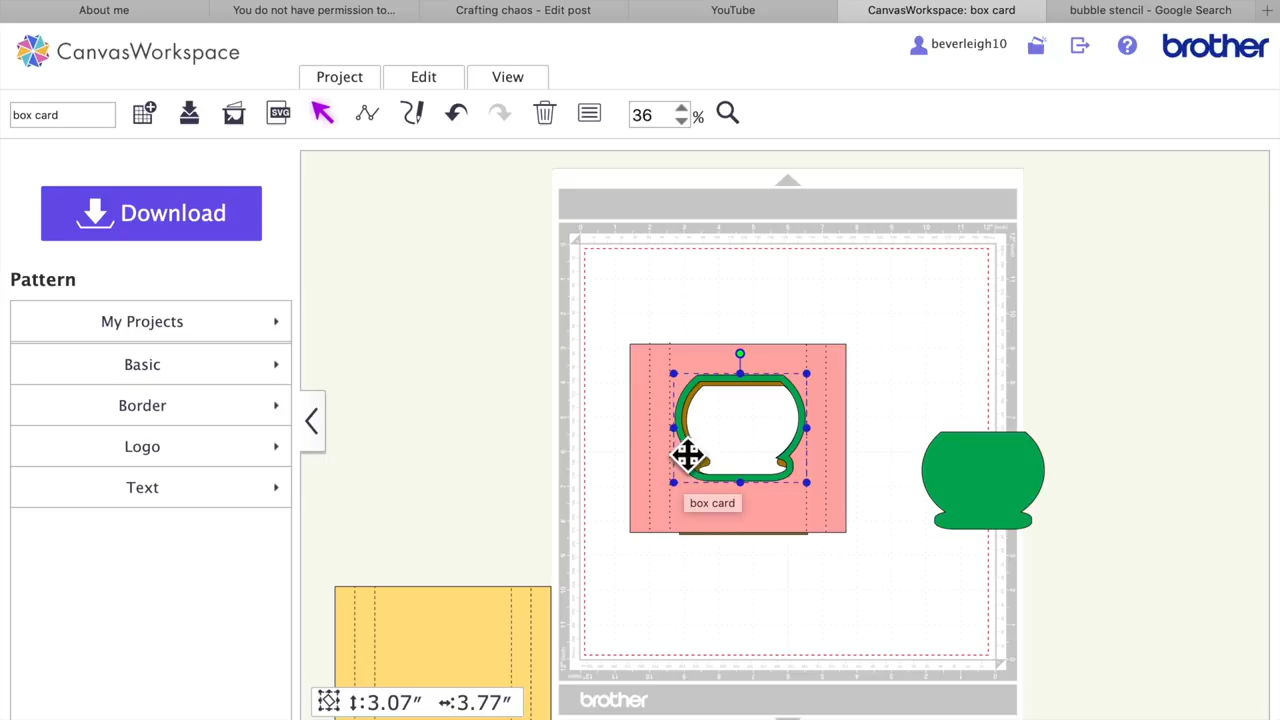 About me
You do not have permission to...
Crafting chaos - Edit post
YouTube
CanvasWorkspace: box card
bubble stencil - Google Search
CanvasWorkspace
beverleigh10
brother
Project
Edit
View
box card
SVG
36
%
Download
Pattern
My Projects
Basic
Border
Logo
Text
box card
:3.07″
:3.77″
brother